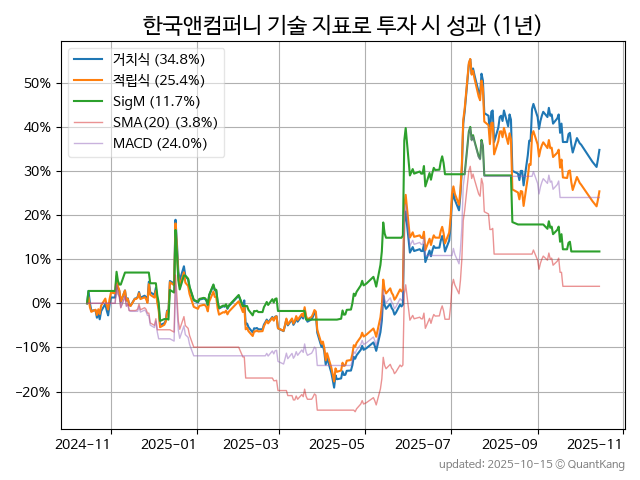 한국앤컴퍼니 기술 지표로 투자 시 성과 (1년)
거치식 (34.8%)
적립식 (25.4%)
SigM (11.7%)
SMA(20) (3.8%)
MACD (24.0%)
50%
40%
30%
20%
10%
0%
−10%
−20%
2024-11 2025-01 2025-03 2025-05 2025-07 2025-09 2025-11
updated: 2025-10-15 © QuantKang